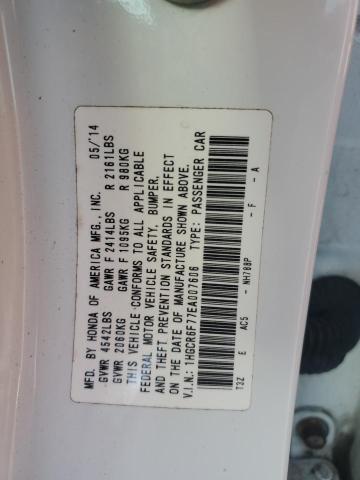 MFD. BY HONDA OF AMERICA MFG., INC. 05/'14
GVWR 4542LBS GAWR F 2414LBS R 2161LBS
GVWR 2060KG GAWR F 1095KG R 980KG
THIS VEHICLE CONFORMS TO ALL APPLICABLE
FEDERAL MOTOR VEHICLE SAFETY, BUMPER,
AND THEFT PREVENTION STANDARDS IN EFFECT
ON THE DATE OF MANUFACTURE SHOWN ABOVE.
V.I.N.: 1HGCR6F77EA007606 TYPE: PASSENGER CAR
T3Z E AC5 - NH788P - F - A